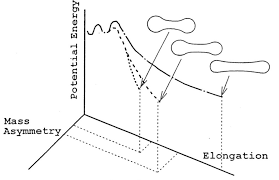 Potential Energy
Mass
Asymmetry
Elongation